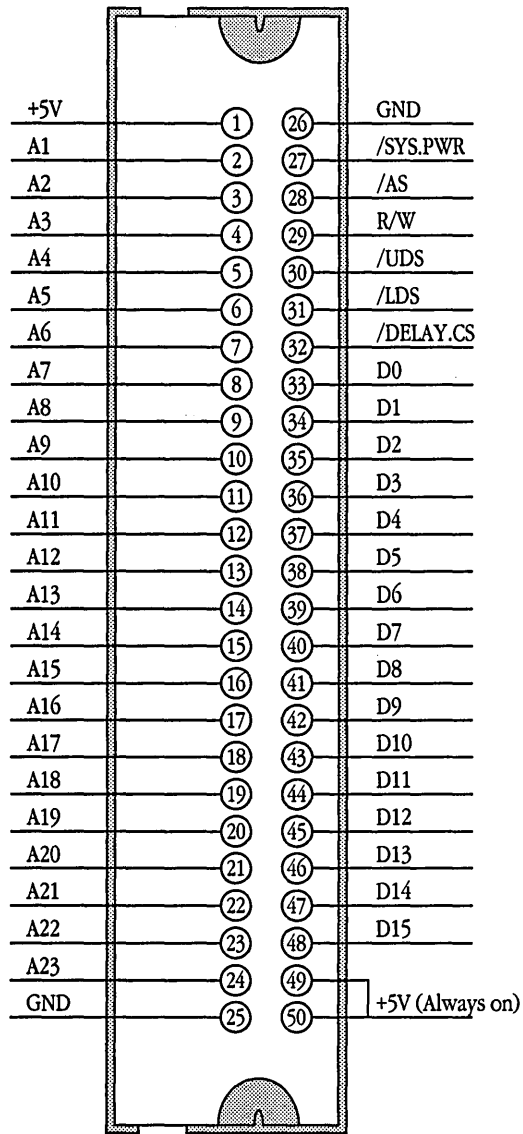 +5V 1 26 GND
A1 2 27 /SYS.PWR
A2 3 28 /AS
A3 4 29 R/W
A4 5 30 /UDS
A5 6 31 /LDS
A6 7 32 /DELAY.CS
A7 8 33 D0
A8 9 34 D1
A9 10 35 D2
A10 11 36 D3
A11 12 37 D4
A12 13 38 D5
A13 14 39 D6
A14 15 40 D7
A15 16 41 D8
A16 17 42 D9
A17 18 43 D10
A18 19 44 D11
A19 20 45 D12
A20 21 46 D13
A21 22 47 D14
A22 23 48 D15
A23 24 49
GND 25 50 +5V (Always on)